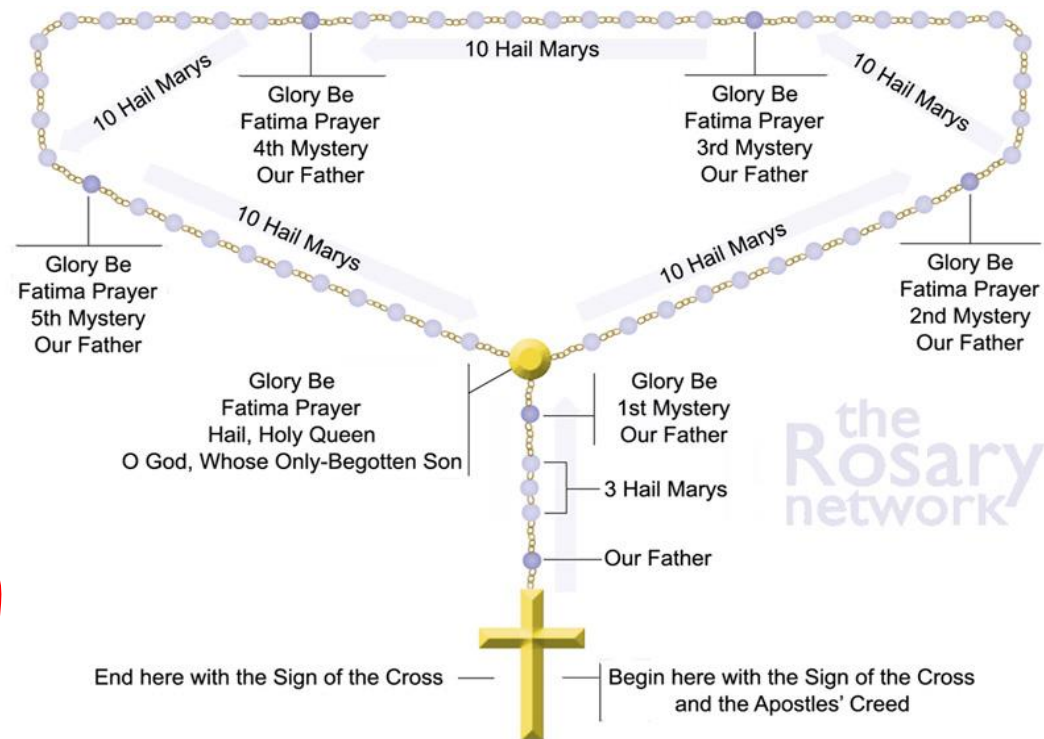 10 Hail Marys
10 Hail Marys
10 Hail Marys
Glory Be
Fatima Prayer
4th Mystery
Our Father
Glory Be
Fatima Prayer
3rd Mystery
Our Father
10 Hail Marys
10 Hail Marys
Glory Be
Fatima Prayer
5th Mystery
Our Father
Glory Be
Fatima Prayer
2nd Mystery
Our Father
Glory Be
Fatima Prayer
Hail, Holy Queen
O God, Whose Only-Begotten Son
Glory Be
1st Mystery
Our Father
the
Rosary
network
3 Hail Marys
Our Father
End here with the Sign of the Cross
Begin here with the Sign of the Cross
and the Apostles' Creed